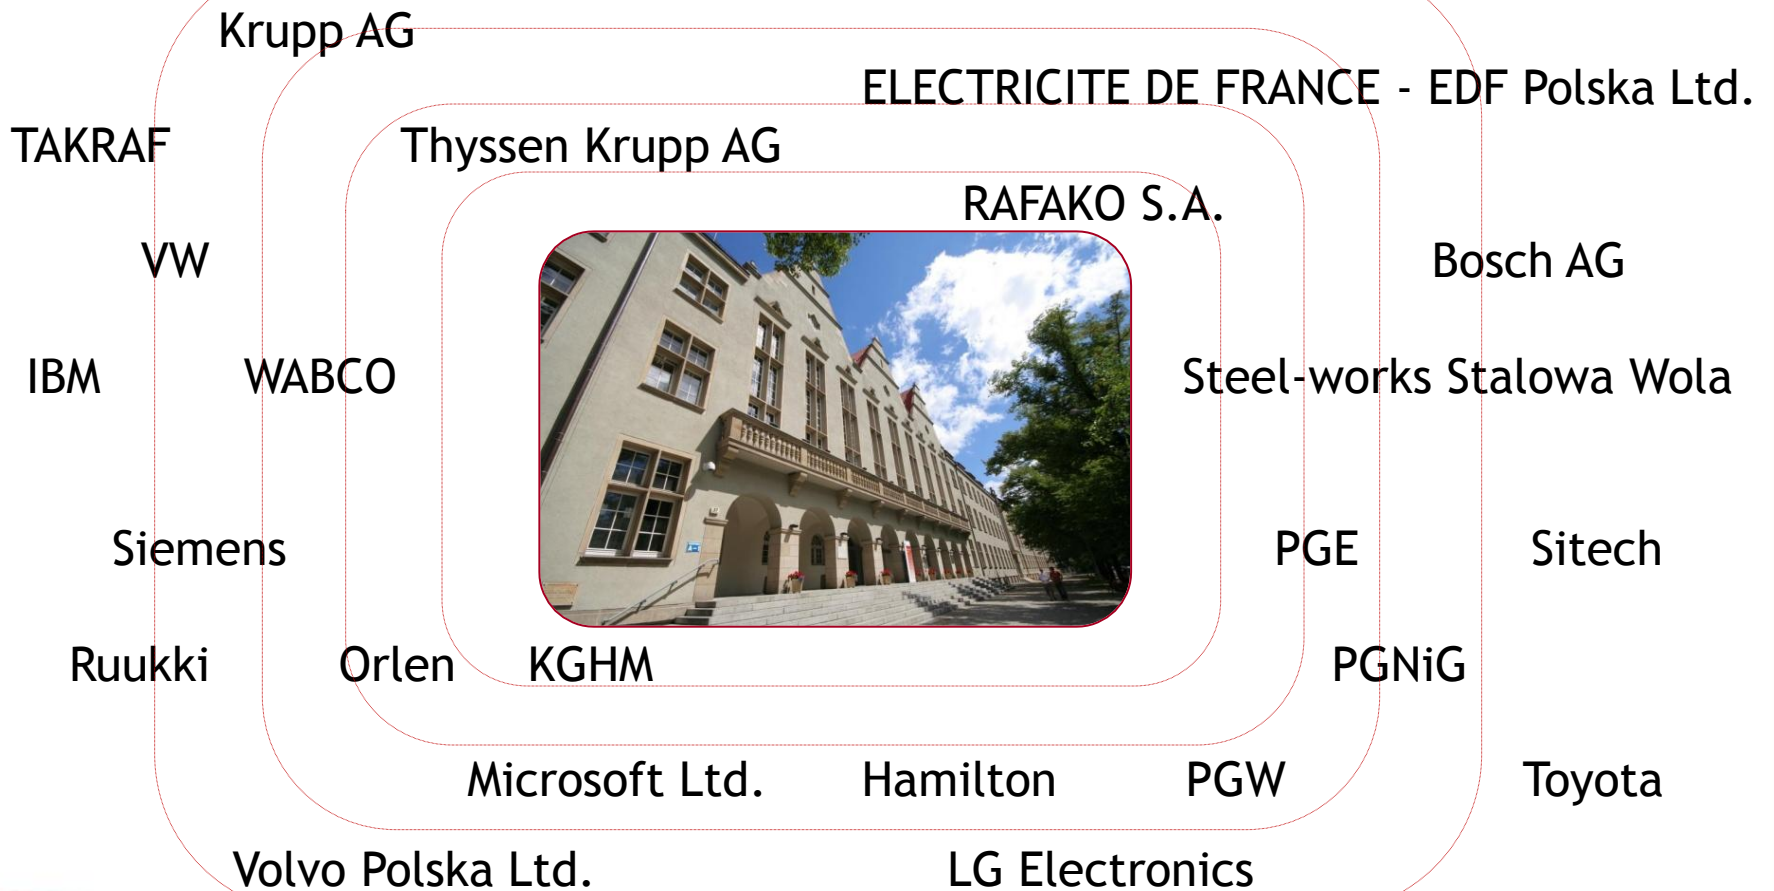 Krupp AG
ELECTRICITE DE FRANCE - EDF Polska Ltd.
TAKRAF
Thyssen Krupp AG
RAFAKO S.A.
VW
Bosch AG
IBM
WABCO
Steel-works Stalowa Wola
Siemens
PGE
Sitech
Ruukki
Orlen
KGHM
PGNiG
Microsoft Ltd.
Hamilton
PGW
Toyota
Volvo Polska Ltd.
LG Electronics